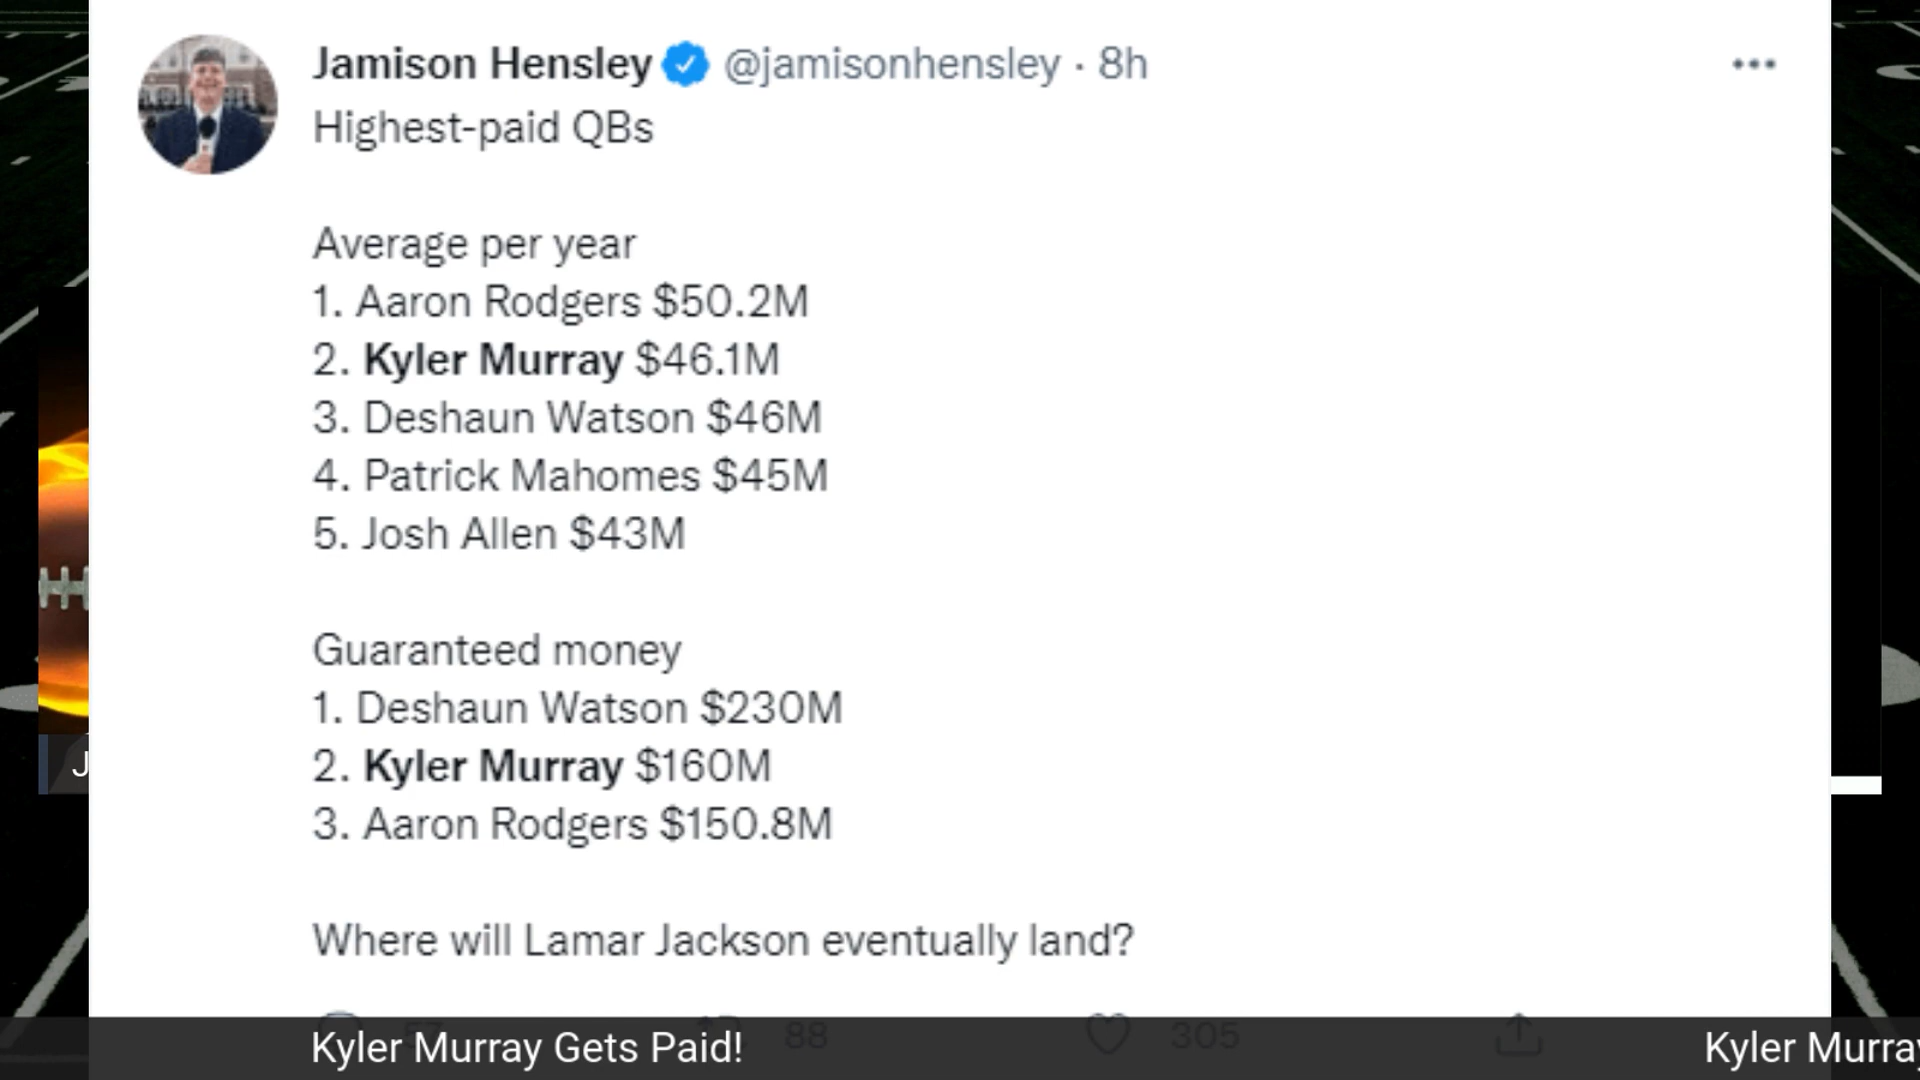 Jamison Hensley @jamisonhensley · 8h
Highest-paid QBs
Average per year
1. Aaron Rodgers $50.2M
2. Kyler Murray $46.1M
3. Deshaun Watson $46M
4. Patrick Mahomes $45M
5. Josh Allen $43M
Guaranteed money
1. Deshaun Watson $230M
2. Kyler Murray $160M
3. Aaron Rodgers $150.8M
Where will Lamar Jackson eventually land?
57 88 305
Kyler Murray Gets Paid! Kyler Murray
J